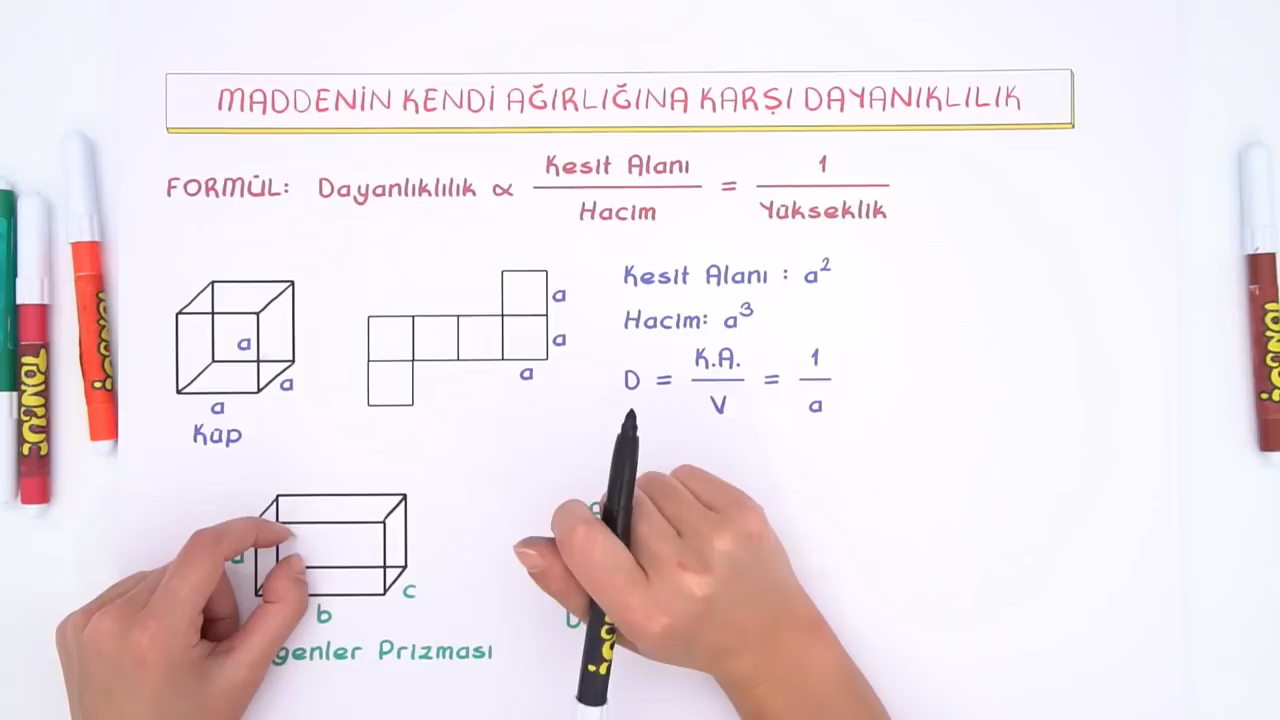 MADDENİN KENDİ AĞIRLIĞINA KARŞI DAYANIKLILIK
FORMÜL: Dayanlıklılık ∝ Kesit Alanı / Hacim = 1 / Yükseklik
Kesit Alanı : a²
Hacim: a³
D = K.A. / V = 1 / a
a
a
a
Küp
a
a
a
b
c
genler Prizması
TONGUÇ